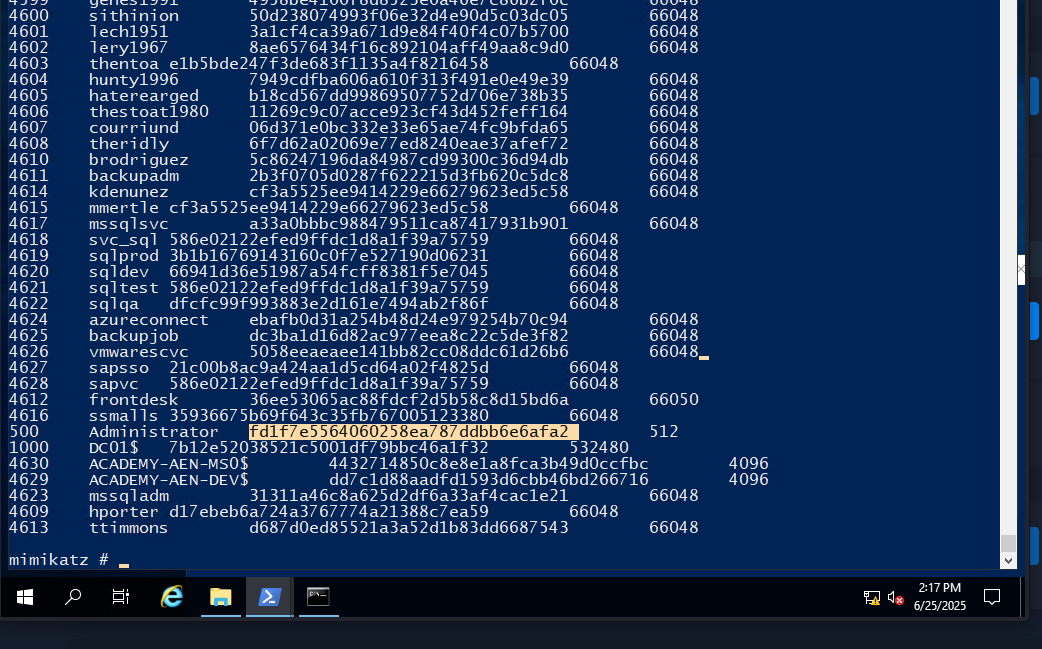 4600 sithinion 50d238074993f06e32d4e90d5c03dc05 66048
4601 lech1951 3a1cf4ca39a671d9e84f40f4c07b5700 66048
4602 lery1967 8ae6576434f16c892104aff49aa8c9d0 66048
4603 thentoa e1b5bde247f3de683f1135a4f8216458 66048
4604 hunty1996 7949cdfba606a610f313f491e0e49e39 66048
4605 haterearged b18cd567dd99869507752d706e738b35 66048
4606 thestoat1980 11269c9c07acce923cf43d452feff164 66048
4607 courriund 06d371e0bc332e33e65ae74fc9bfda65 66048
4608 theridly 6f7d62a02069e77ed8240eae37afef72 66048
4610 brodriguez 5c86247196da84987cd99300c36d94db 66048
4611 backupadm 2b3f0705d0287f622215d3fb620c5dc8 66048
4614 kdenunez cf3a5525ee9414229e66279623ed5c58 66048
4615 mmertle cf3a5525ee9414229e66279623ed5c58 66048
4617 mssqlsvc a33a0bbbc988479511ca87417931b901 66048
4618 svc_sql 586e02122efed9ffdc1d8a1f39a75759 66048
4619 sqlprod 3b1b16769143160c0f7e527190d06231 66048
4620 sqldev 66941d36e51987a54fcff8381f5e7045 66048
4621 sqltest 586e02122efed9ffdc1d8a1f39a75759 66048
4622 sqlqa dfcfc99f993883e2d161e7494ab2f86f 66048
4624 azureconnect ebafb0d31a254b48d24e979254b70c94 66048
4625 backupjob dc3ba1d16d82ac977eea8c22c5de3f82 66048
4626 vmwarescvc 5058eeaeaee141bb82cc08ddc61d26b6 66048
4627 sapsso 21c00b8ac9a424aa1d5cd64a02f4825d 66048
4628 sapvc 586e02122efed9ffdc1d8a1f39a75759 66048
4612 frontdesk 36ee53065ac88fdcf2d5b58c8d15bd6a 66050
4616 ssmalls 35936675b69f643c35fb767005123380 66048
500 Administrator fd1f7e5564060258ea787ddbb6e6afa2 512
1000 DC01$ 7b12e52038521c5001df79bbc46a1f32 532480
4630 ACADEMY-AEN-MS0$ 4432714850c8e8e1a8fca3b49d0ccfbc 4096
4629 ACADEMY-AEN-DEV$ dd7c1d88aadfd1593d6cbb46bd266716 4096
4623 mssqladm 31311a46c8a625d2df6a33af4cac1e21 66048
4609 hporter d17ebeb6a724a3767774a21388c7ea59 66048
4613 ttimmons d687d0ed85521a3a52d1b83dd6687543 66048
mimikatz #
2:17 PM
6/25/2025